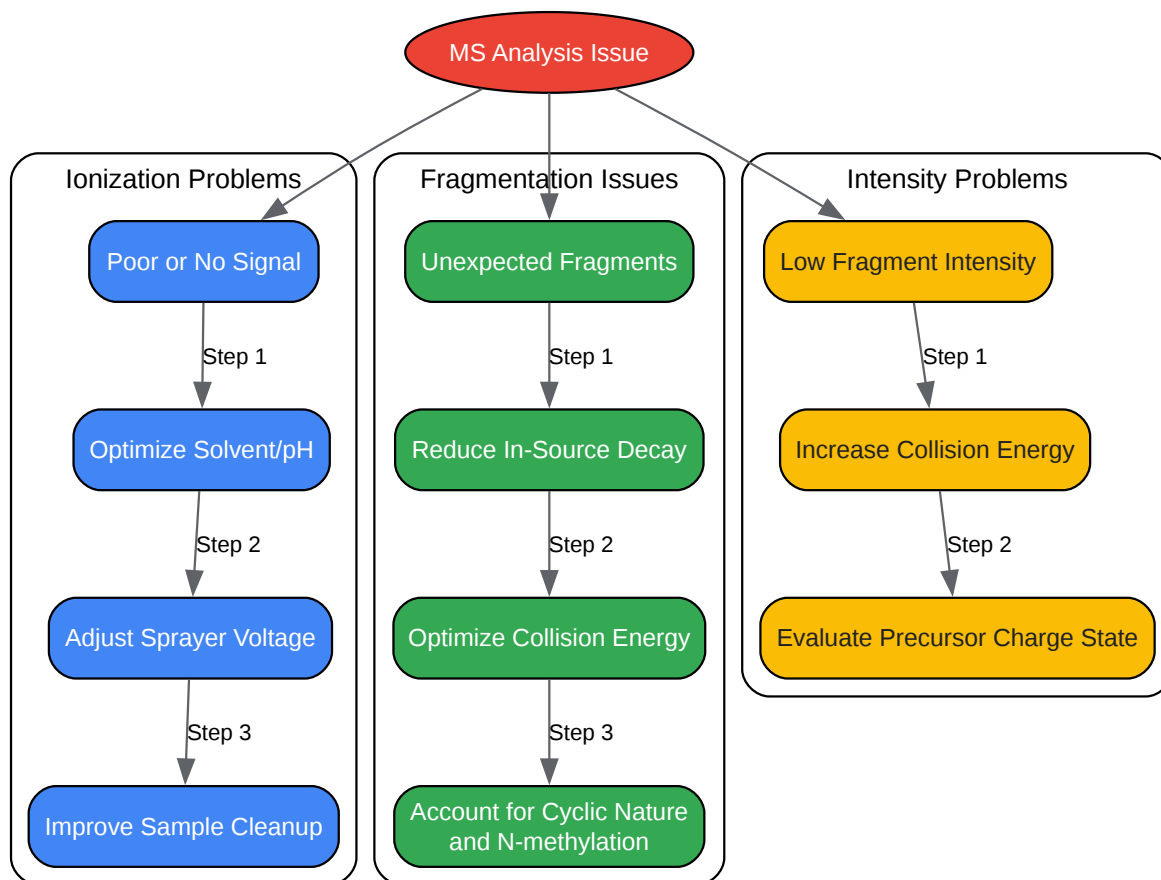 MS Analysis Issue
Ionization Problems
Poor or No Signal
Step 1
Optimize Solvent/pH
Step 2
Adjust Sprayer Voltage
Step 3
Improve Sample Cleanup
Fragmentation Issues
Unexpected Fragments
Step 1
Reduce In-Source Decay
Step 2
Optimize Collision Energy
Step 3
Account for Cyclic Nature
and N-methylation
Intensity Problems
Low Fragment Intensity
Step 1
Increase Collision Energy
Step 2
Evaluate Precursor Charge State